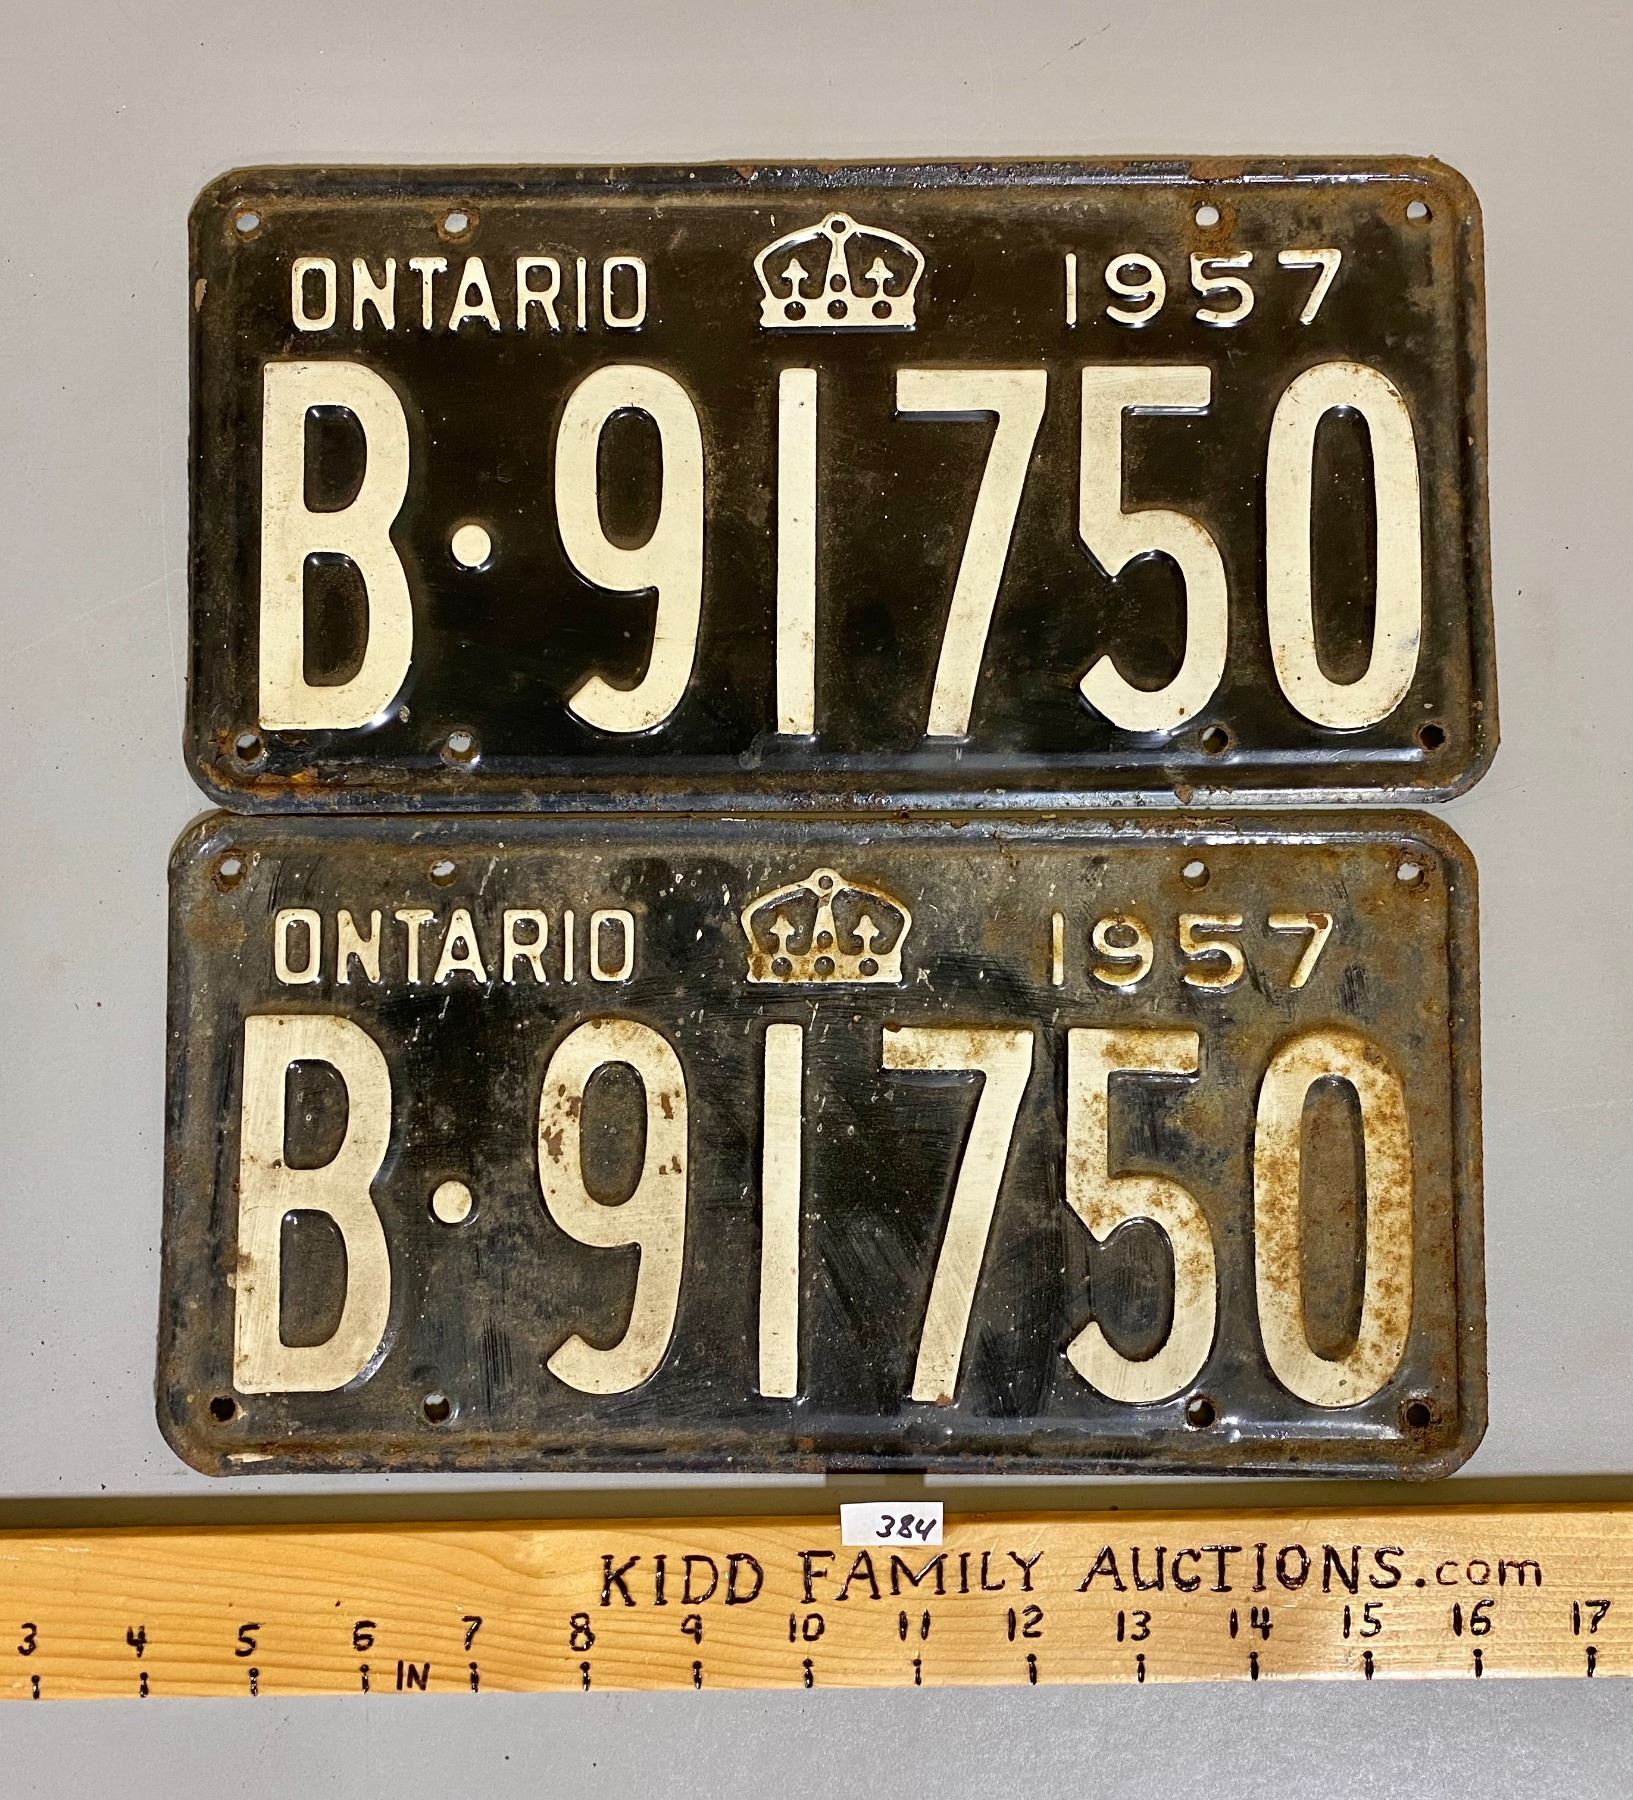 ONTARIO 1957
B·91750
ONTARIO 1957
B·91750
384
KIDD FAMILY AUCTIONS.com
3 4 5 6 7 8 9 10 11 12 13 14 15 16 17
IN